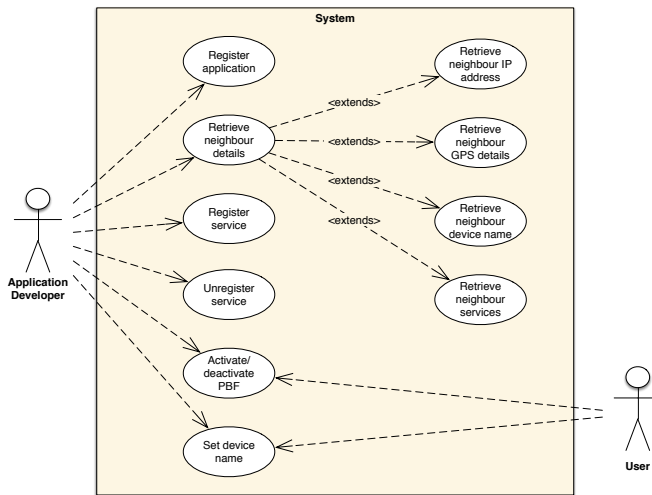 System
Register
application
Retrieve
neighbour IP
address
<extends>
Retrieve
neighbour
details
<extends>
Retrieve
neighbour
GPS details
<extends>
Register
service
Retrieve
neighbour
device name
<extends>
Application
Developer
Unregister
service
Retrieve
neighbour
services
Activate/
deactivate
PBF
Set device
name
User